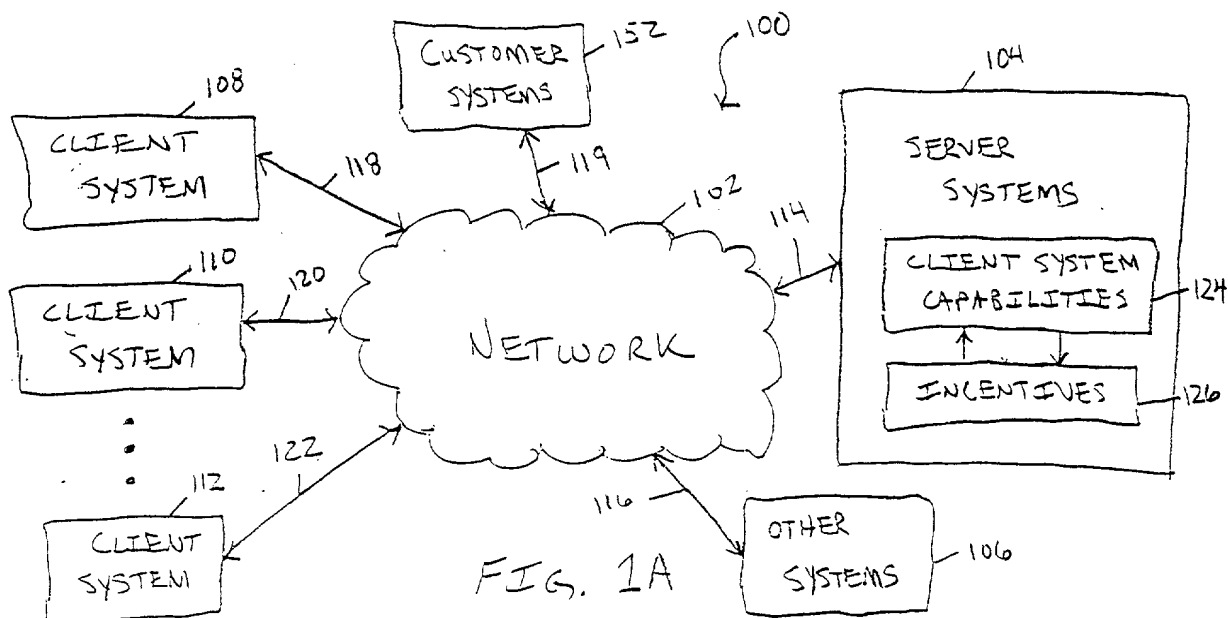 CUSTOMER
SYSTEMS
152
100
104
108
CLIENT
SYSTEM
118
119
102
114
SERVER
SYSTEMS
110
CLIENT
SYSTEM
120
NETWORK
CLIENT SYSTEM
CAPABILITIES
124
INCENTIVES
126
122
112
CLIENT
SYSTEM
116
OTHER
SYSTEMS
106
FIG. 1A